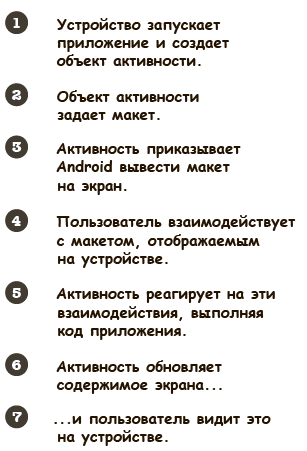 1 Устройство запускает
приложение и создает
объект активности.
2 Объект активности
задает макет.
3 Активность приказывает
Android вывести макет
на экран.
4 Пользователь взаимодействует
с макетом, отображаемым
на устройстве.
5 Активность реагирует на эти
взаимодействия, выполняя
код приложения.
6 Активность обновляет
содержимое экрана...
7 ...и пользователь видит это
на устройстве.